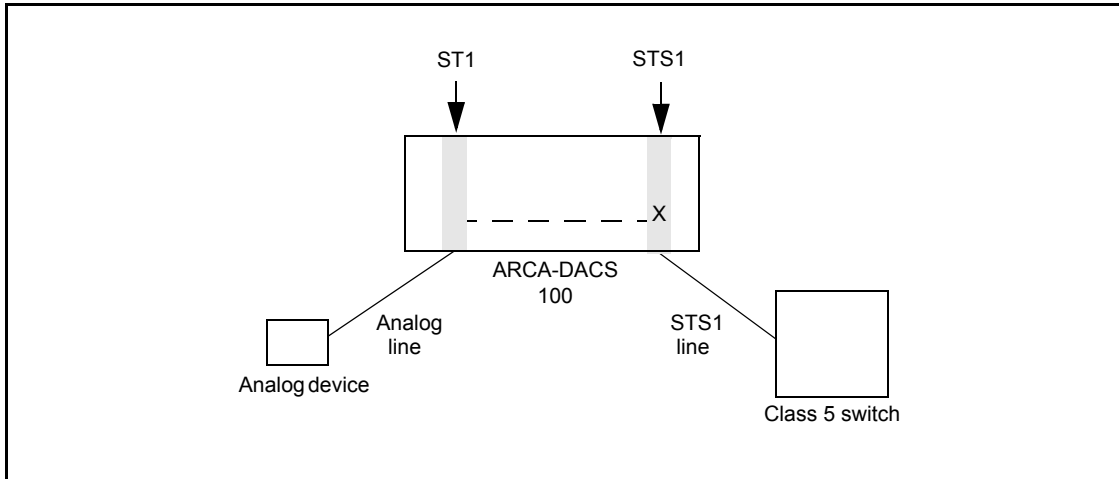 ST1
STS1
X
ARCA-DACS
100
Analog
line
STS1
line
Analog device
Class 5 switch